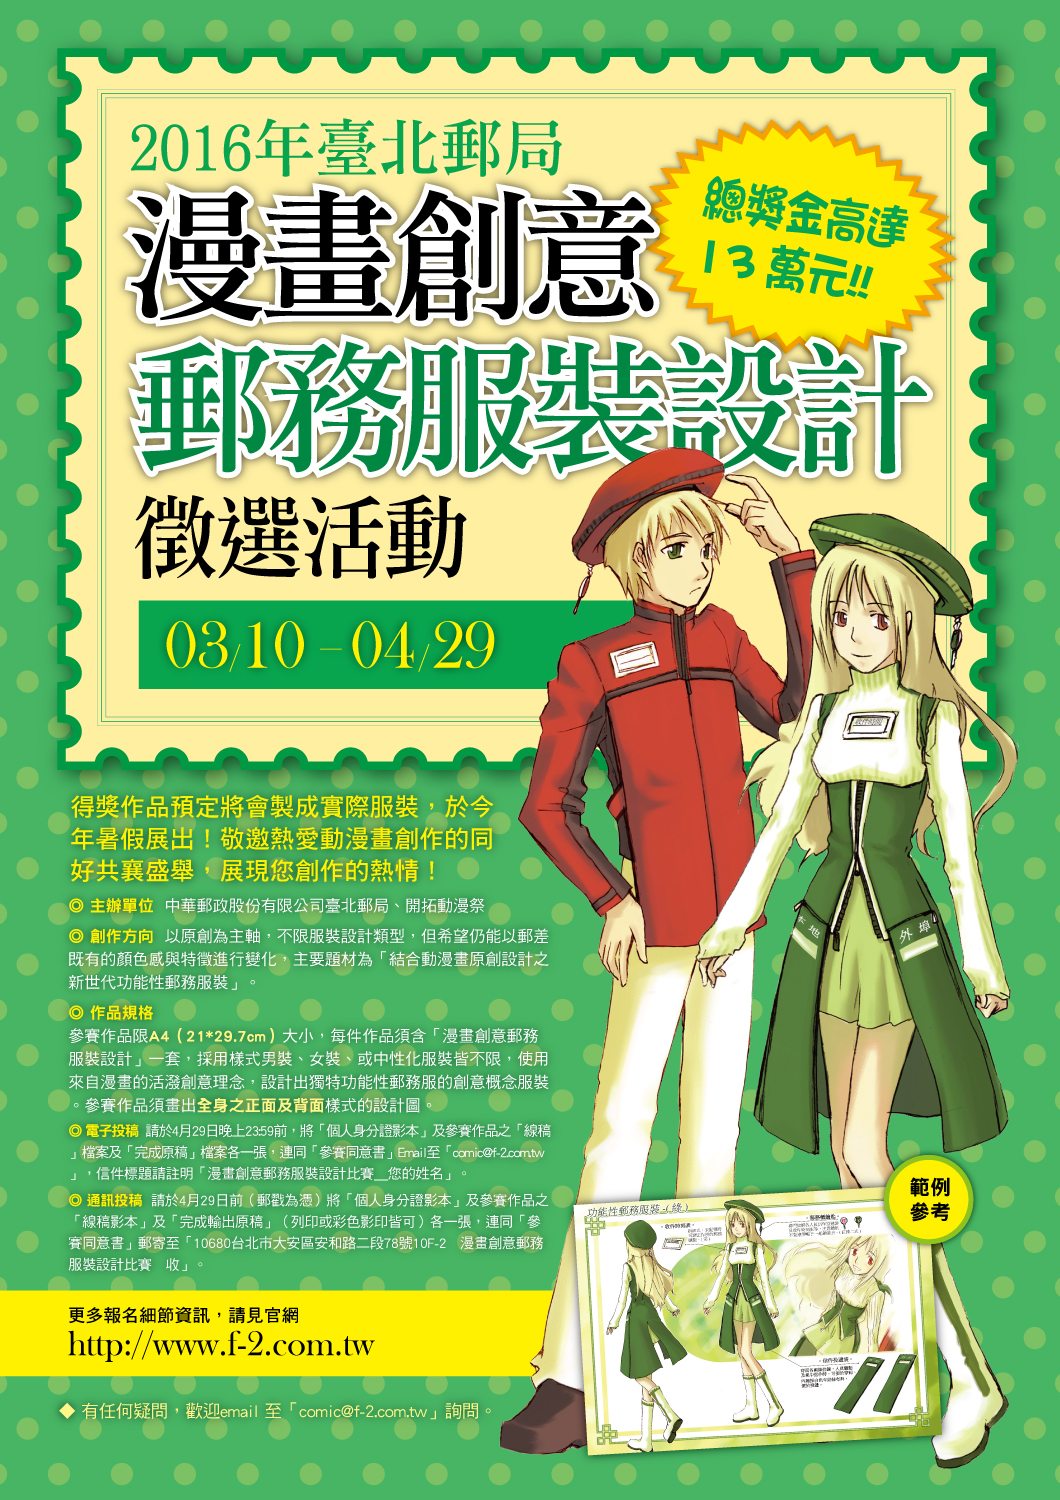 2016年臺北郵局
漫畫創意
總獎金高達
13萬元!!
郵務服裝設計
徵選活動
03/10－04/29
得獎作品預定將會製成實際服裝，於今
年暑假展出！敬邀熱愛動漫畫創作的同
好共襄盛舉，展現您創作的熱情！
◎ 主辦單位 中華郵政股份有限公司臺北郵局、開拓動漫祭
◎ 創作方向 以原創為主軸，不限服裝設計類型，但希望仍能以郵差
既有的顏色感與特徵進行變化，主要題材為「結合動漫畫原創設計之
新世代功能性郵務服裝」。
◎ 作品規格
參賽作品限A4（21*29.7cm）大小，每件作品須含「漫畫創意郵務
服裝設計」一套，採用樣式男裝、女裝、或中性化服裝皆不限，使用
來自漫畫的活潑創意理念，設計出獨特功能性郵務服的創意概念服裝
。參賽作品須畫出全身之正面及背面樣式的設計圖。
◎ 電子投稿 請於4月29日晚上23:59前，將「個人身分證影本」及參賽作品之「線稿
」檔案及「完成原稿」檔案各一張，連同「參賽同意書」Email至「comic@f-2.com.tw
」，信件標題請註明「漫畫創意郵務服裝設計比賽__您的姓名」。
◎ 通訊投稿 請於4月29日前（郵戳為憑）將「個人身分證影本」及參賽作品之
「線稿影本」及「完成輸出原稿」（列印或彩色影印皆可）各一張，連同「參
賽同意書」郵寄至「10680台北市大安區安和路二段78號10F-2 漫畫創意郵務
服裝設計比賽 收」。
更多報名細節資訊，請見官網
http://www.f-2.com.tw
◆ 有任何疑問，歡迎email 至「comic@f-2.com.tw」詢問。
本地
外埠
範例
參考
功能性郵務服裝-(綠)